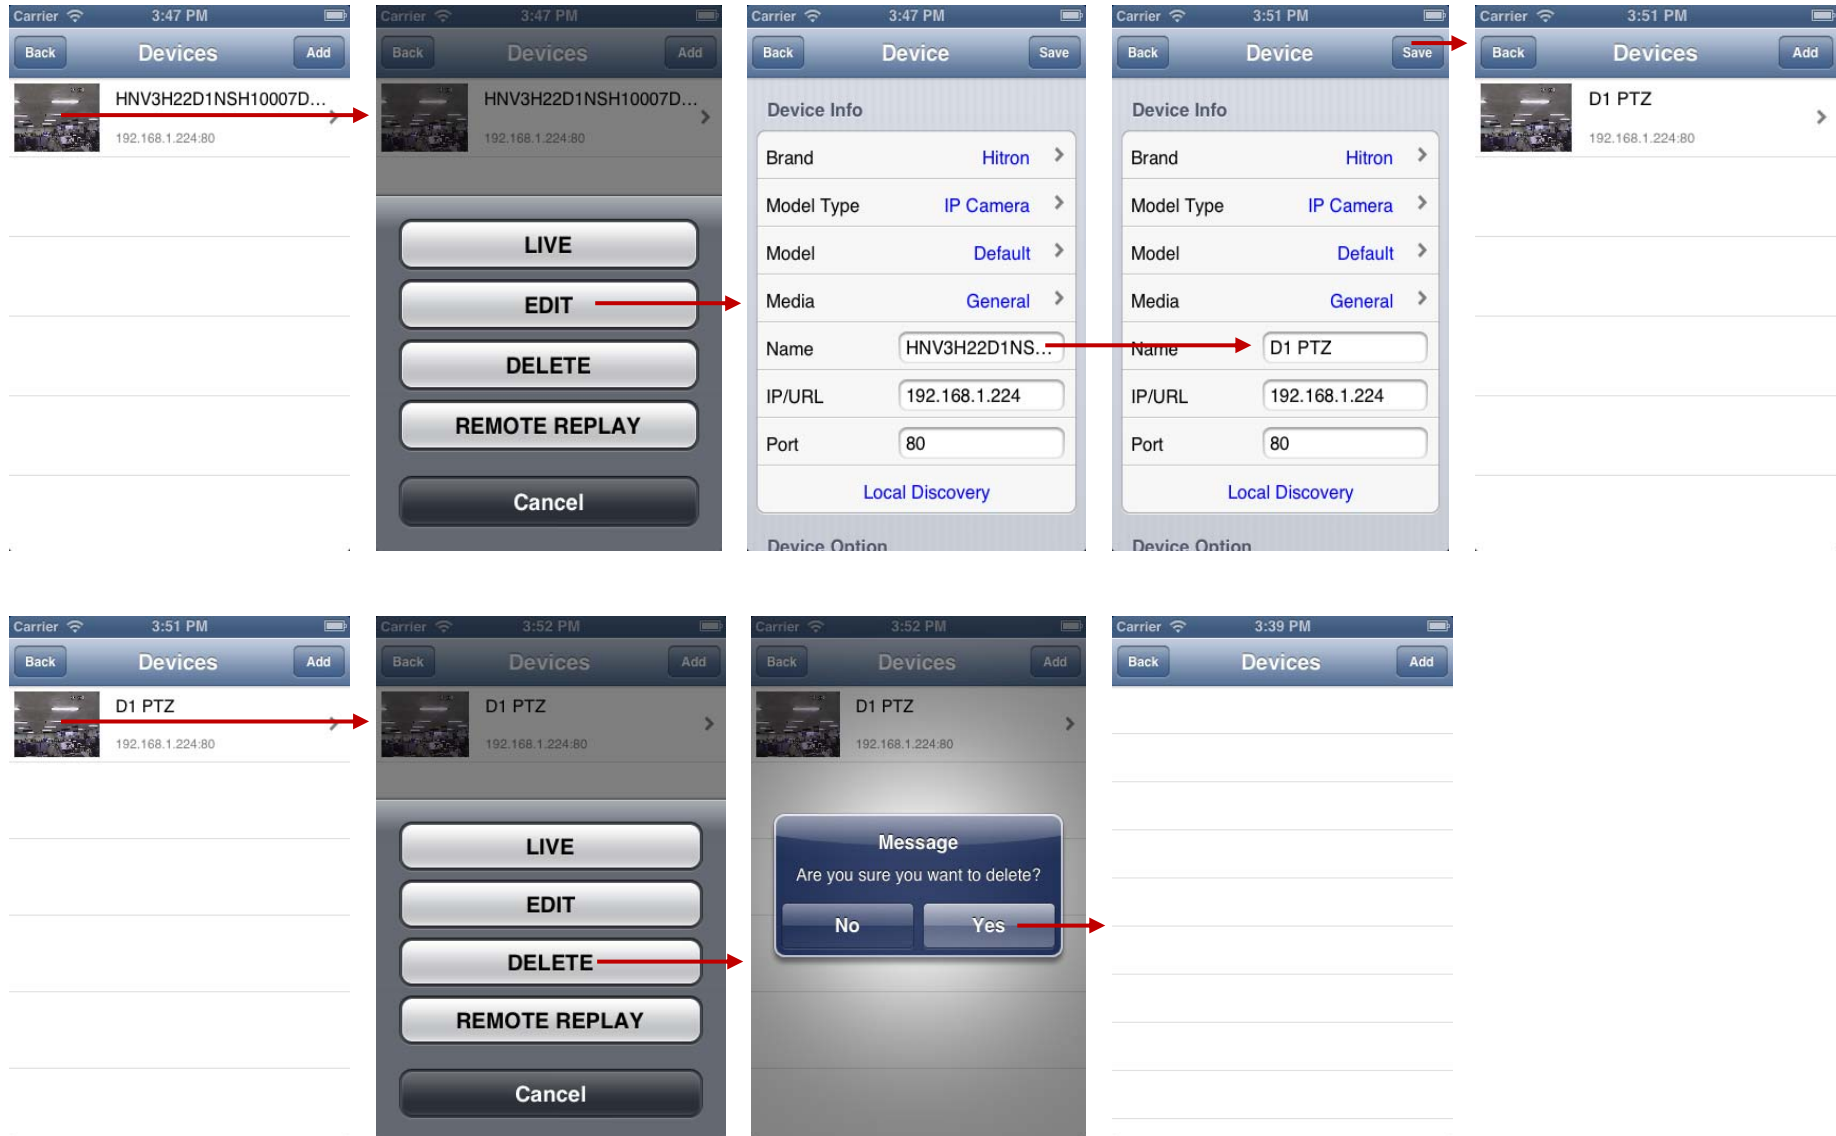 Carrier 3:47 PM
Back Devices Add
HNV3H22D1NSH10007D...
192.168.1.224:80
Carrier 3:47 PM
Back Devices Add
HNV3H22D1NSH10007D...
192.168.1.224:80
LIVE
EDIT
DELETE
REMOTE REPLAY
Cancel
Carrier 3:47 PM
Back Device Save
Device Info
Brand Hitron
Model Type IP Camera
Model Default
Media General
Name HNV3H22D1NS...
IP/URL 192.168.1.224
Port 80
Local Discovery
Device Option
Carrier 3:51 PM
Back Device Save
Device Info
Brand Hitron
Model Type IP Camera
Model Default
Media General
Name D1 PTZ
IP/URL 192.168.1.224
Port 80
Local Discovery
Device Option
Carrier 3:51 PM
Back Devices Add
D1 PTZ
192.168.1.224:80
Carrier 3:51 PM
Back Devices Add
D1 PTZ
192.168.1.224:80
Carrier 3:52 PM
Back Devices Add
D1 PTZ
192.168.1.224:80
LIVE
EDIT
DELETE
REMOTE REPLAY
Cancel
Carrier 3:52 PM
Back Devices Add
D1 PTZ
192.168.1.224:80
Message
Are you sure you want to delete?
No Yes
Carrier 3:39 PM
Back Devices Add